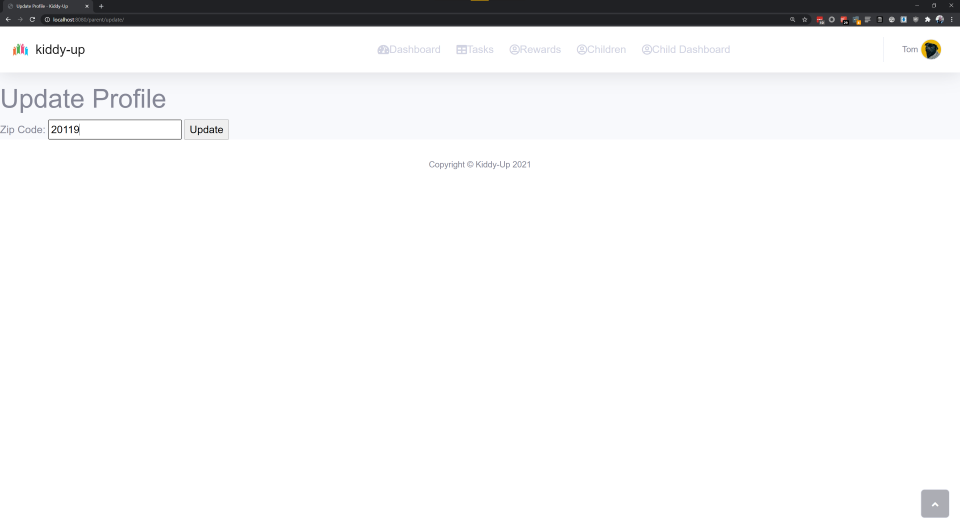 Update Profile - Kiddy-Up
localhost:8080/parent/update/
kiddy-up
Dashboard Tasks Rewards Children Child Dashboard
Tom
Update Profile
Zip Code: 20119 Update
Copyright © Kiddy-Up 2021